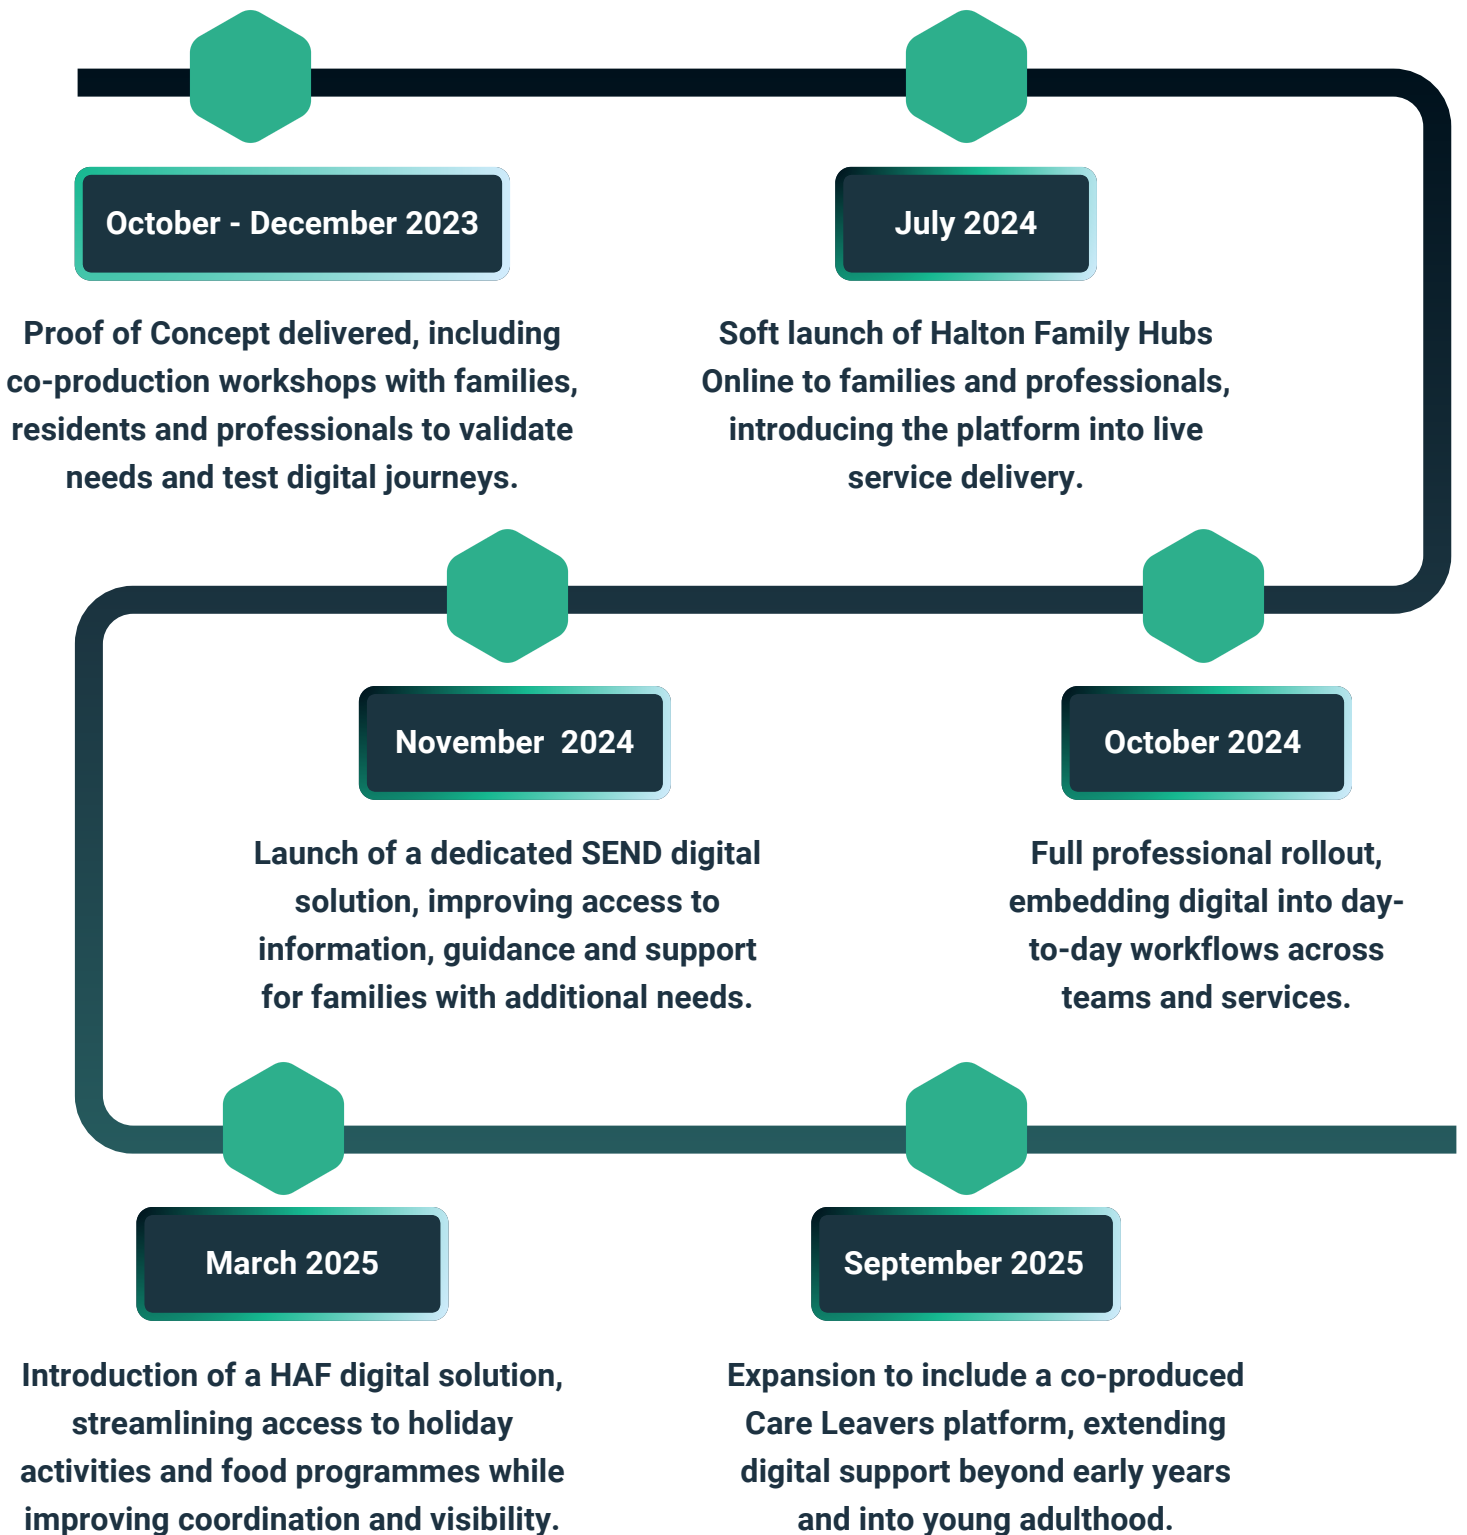 October - December 2023
Proof of Concept delivered, including
co-production workshops with families,
residents and professionals to validate
needs and test digital journeys.
July 2024
Soft launch of Halton Family Hubs
Online to families and professionals,
introducing the platform into live
service delivery.
October 2024
Full professional rollout,
embedding digital into day-
to-day workflows across
teams and services.
November  2024
Launch of a dedicated SEND digital
solution, improving access to
information, guidance and support
for families with additional needs.
March 2025
Introduction of a HAF digital solution,
streamlining access to holiday
activities and food programmes while
improving coordination and visibility.
September 2025
Expansion to include a co-produced
Care Leavers platform, extending
digital support beyond early years
and into young adulthood.